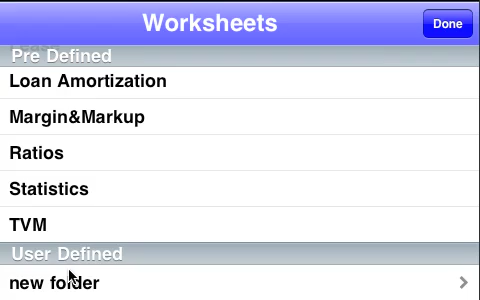 Worksheets
Done
Pre Defined
Loan Amortization
Margin&Markup
Ratios
Statistics
TVM
User Defined
new folder